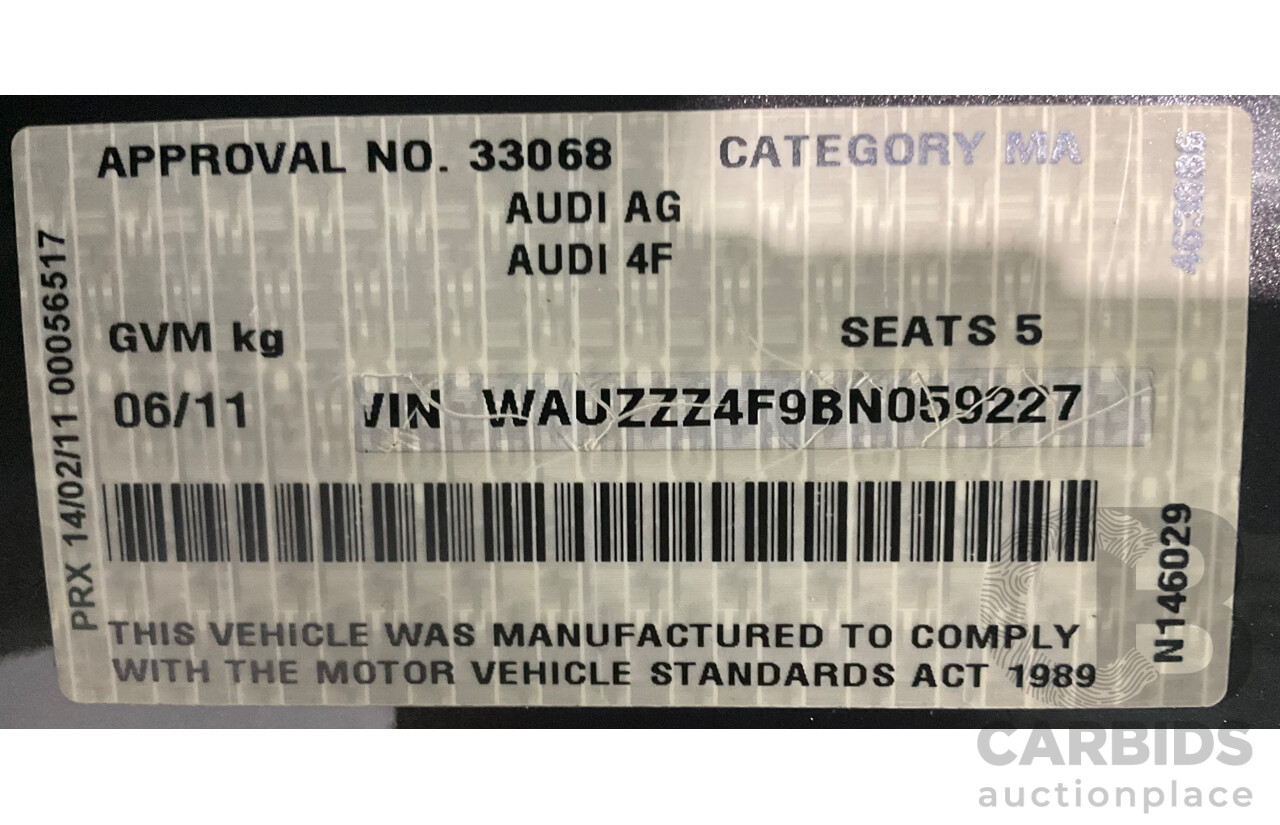 APPROVAL NO. 33068 CATEGORY MA
AUDI AG
AUDI 4F
GVM kg SEATS 5
06/11 VIN WAUZZZ4F9BN059227
THIS VEHICLE WAS MANUFACTURED TO COMPLY
WITH THE MOTOR VEHICLE STANDARDS ACT 1989
PRX 14/02/11 00056517
N146029
CB
CARBIDS
auctionplace